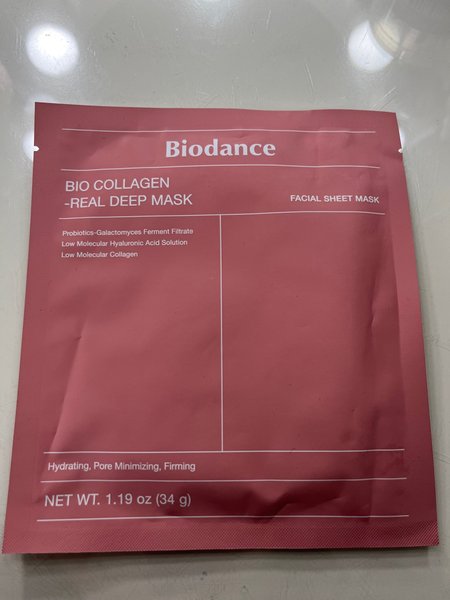 Biodance
BIO COLLAGEN
-REAL DEEP MASK
FACIAL SHEET MASK
Probiotics-Galactomyces Ferment Filtrate
Low Molecular Hyaluronic Acid Solution
Low Molecular Collagen
Hydrating, Pore Minimizing, Firming
NET WT. 1.19 oz (34 g)